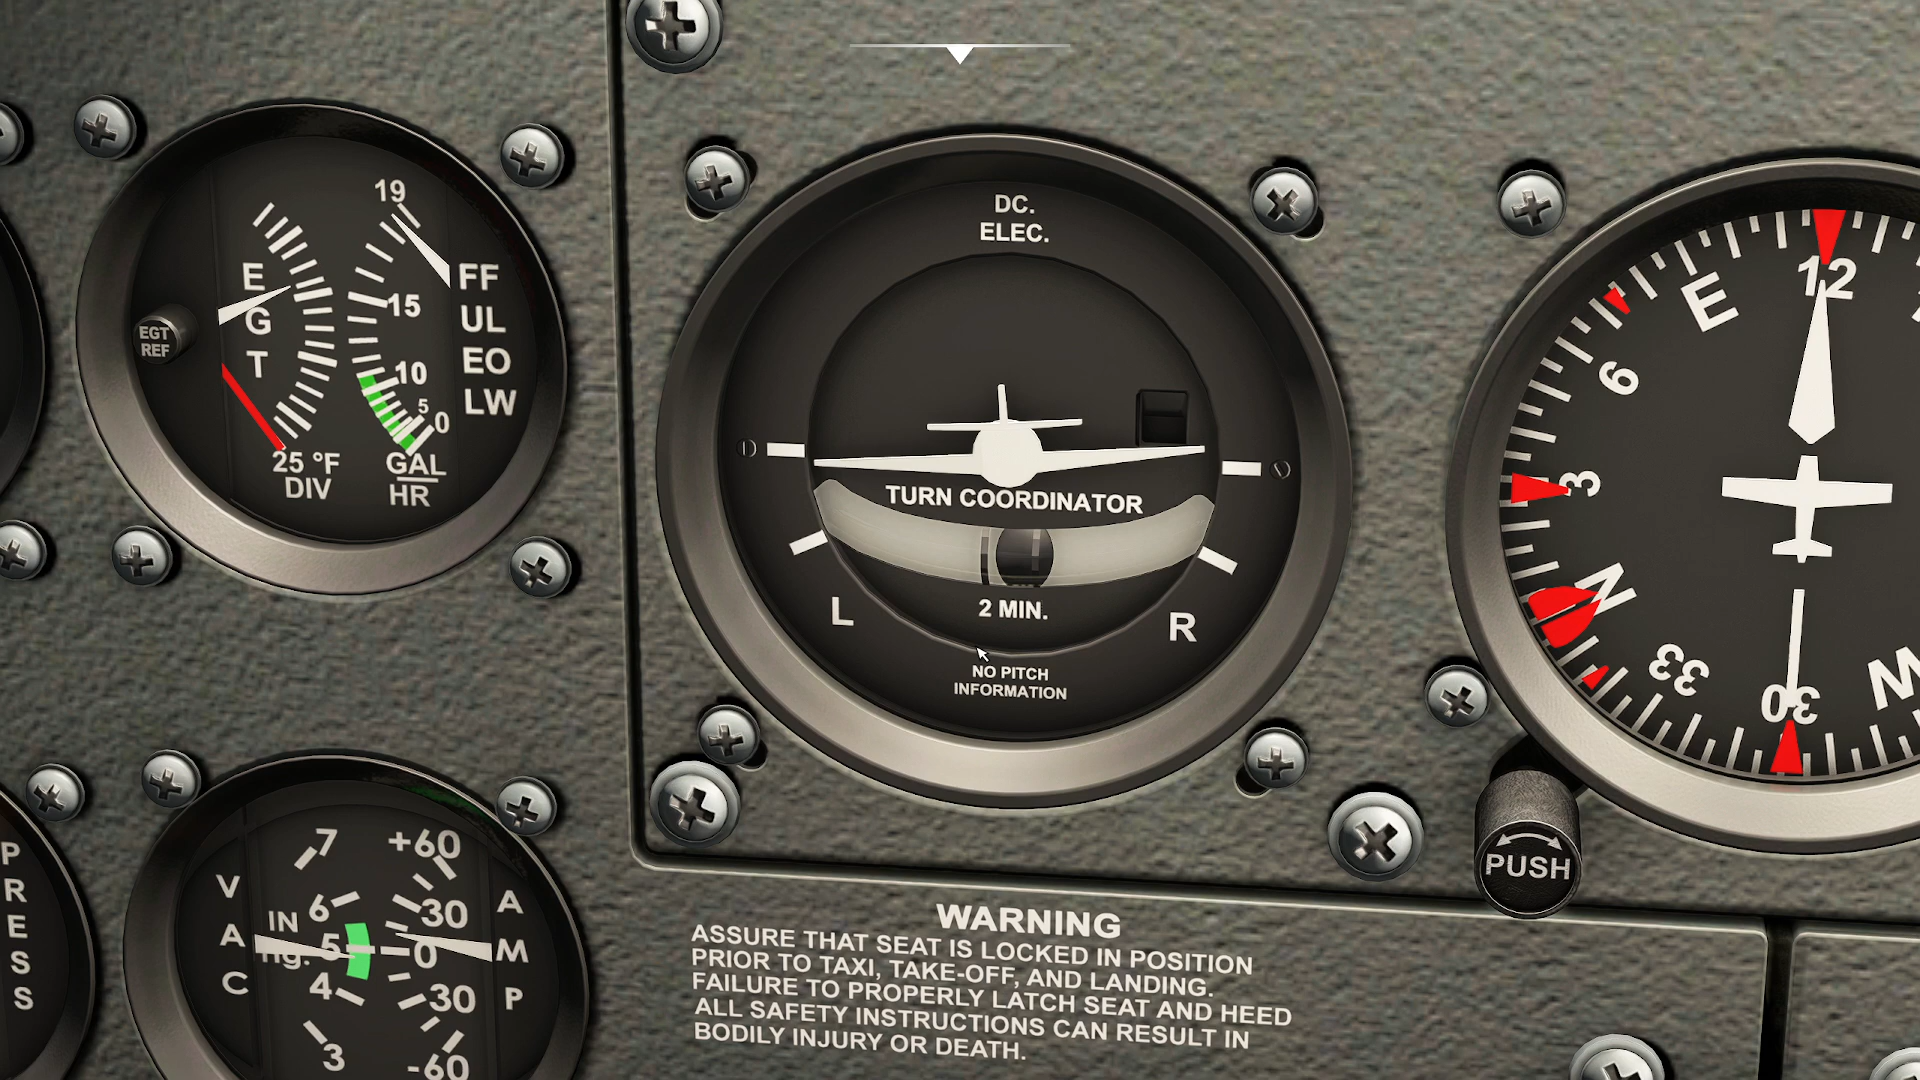 EGT
REF
E
G
T
25 °F
DIV
19
15
10
5
0
GAL
HR
FF
UL
EO
LW
DC.
ELEC.
TURN COORDINATOR
L
2 MIN.
R
NO PITCH
INFORMATION
E
12
6
3
N
33
30
W
PUSH
P
R
E
S
S
V
A
C
IN
Hg.
7
6
5
4
3
+60
30
0
30
-60
A
M
P
WARNING
ASSURE THAT SEAT IS LOCKED IN POSITION
PRIOR TO TAXI, TAKE-OFF, AND LANDING.
FAILURE TO PROPERLY LATCH SEAT AND HEED
ALL SAFETY INSTRUCTIONS CAN RESULT IN
BODILY INJURY OR DEATH.